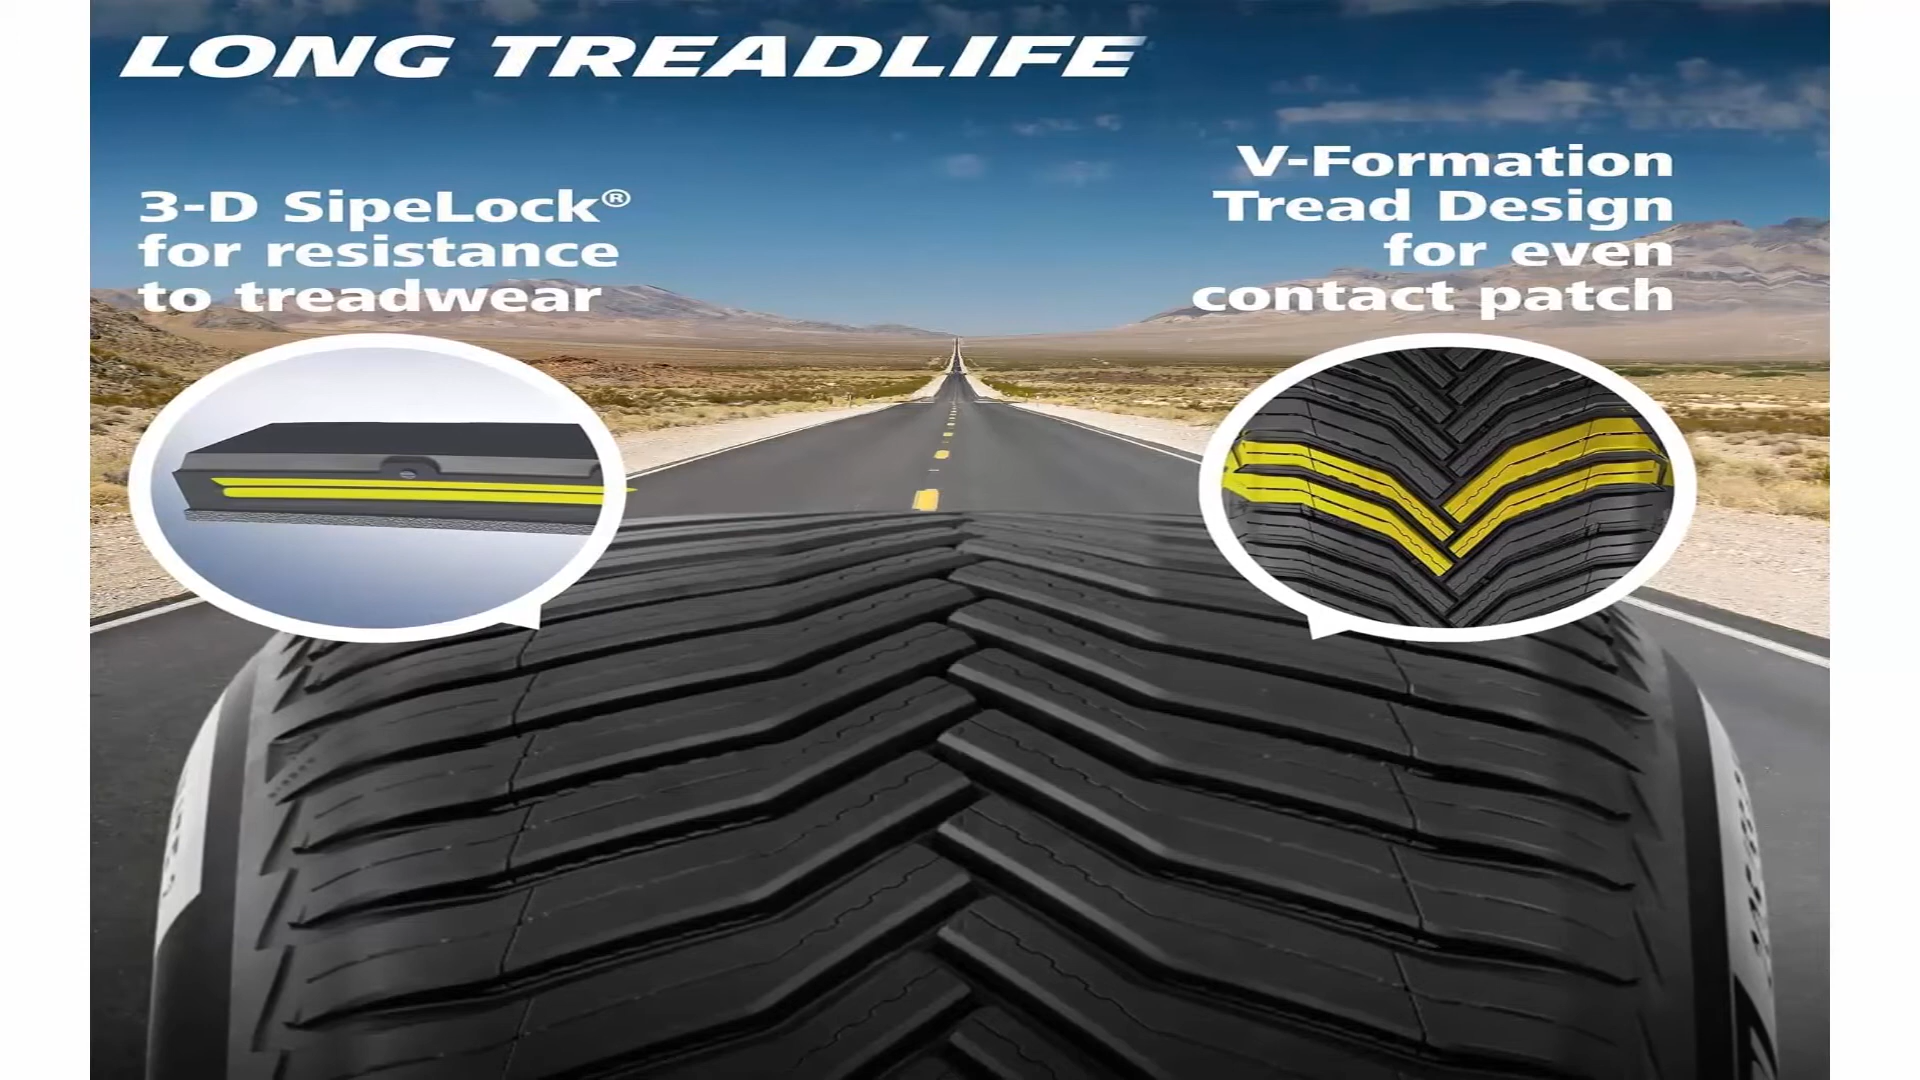 LONG TREADLIFE
3-D SipeLock®
for resistance
to treadwear
V-Formation
Tread Design
for even
contact patch